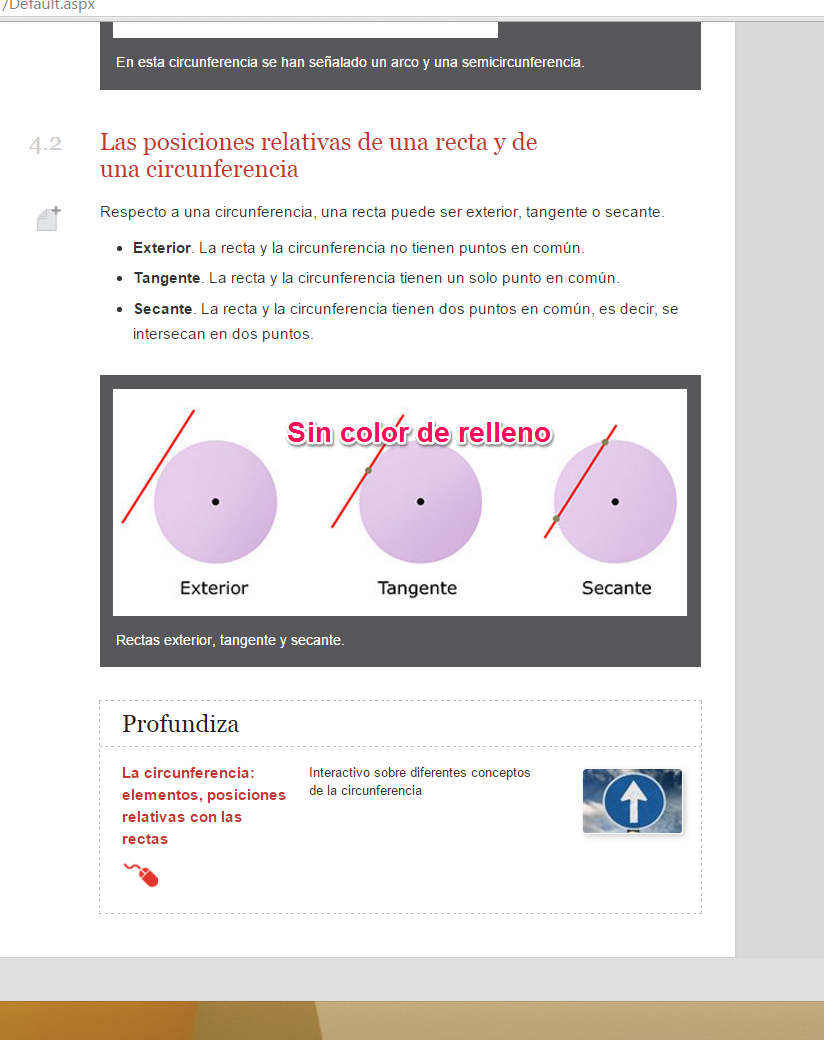 /Default.aspx
En esta circunferencia se han señalado un arco y una semicircunferencia.
4.2
Las posiciones relativas de una recta y de
una circunferencia
Respecto a una circunferencia, una recta puede ser exterior, tangente o secante.
• Exterior. La recta y la circunferencia no tienen puntos en común.
• Tangente. La recta y la circunferencia tienen un solo punto en común.
• Secante. La recta y la circunferencia tienen dos puntos en común, es decir, se
intersecan en dos puntos.
Sin color de relleno
Exterior Tangente Secante
Rectas exterior, tangente y secante.
Profundiza
La circunferencia:
elementos, posiciones
relativas con las
rectas
Interactivo sobre diferentes conceptos
de la circunferencia